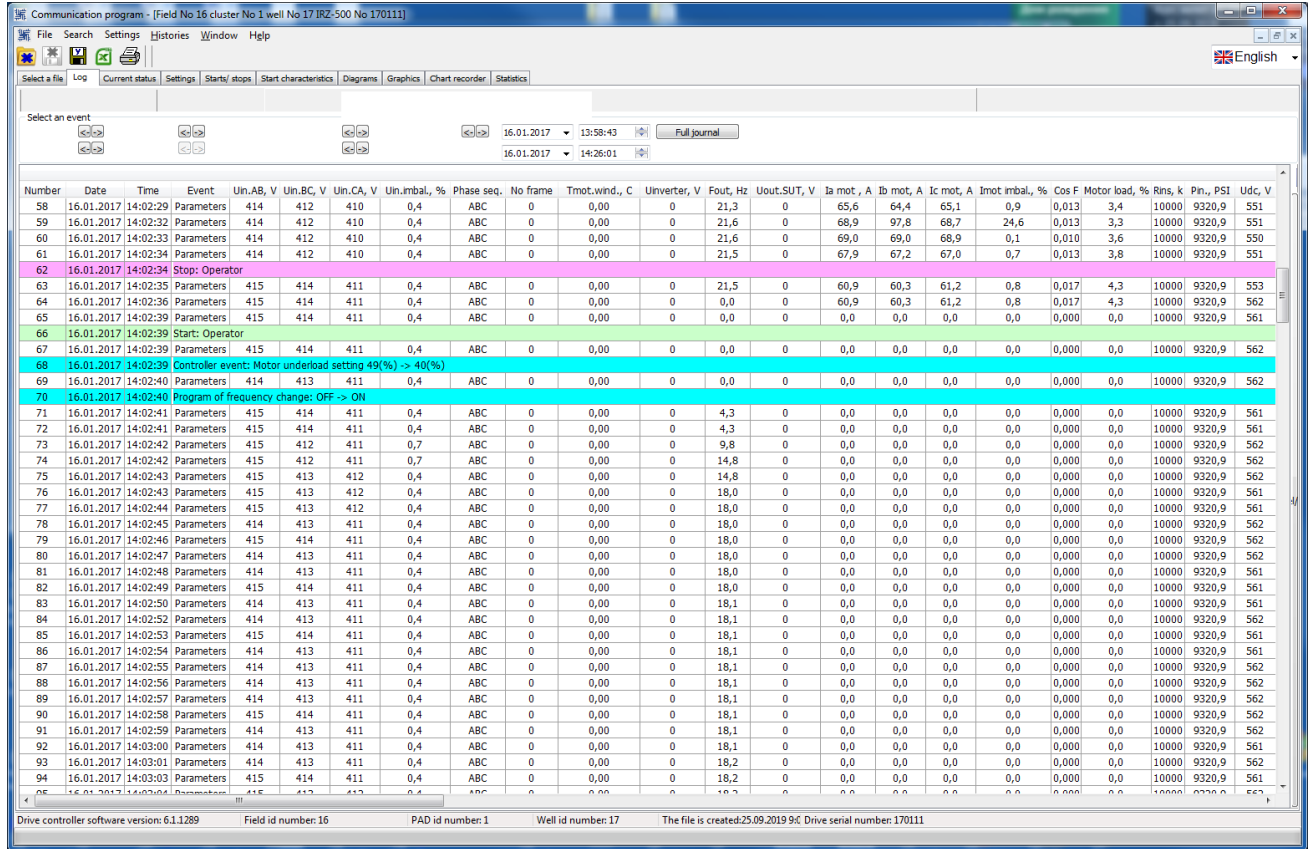 Communication program - [Field No 16 cluster No 1 well No 17 IRZ-500 No 170111]
File Search Settings Histories Window Help
English
Select a file Log Current status Settings Starts/ stops Start characteristics Diagrams Graphics Chart recorder Statistics
Select an event
<- -> <- -> <- -> <- -> 16.01.2017 13:58:43 Full journal
<- -> <- -> <- -> 16.01.2017 14:26:01
Number Date Time Event Uin.AB, V Uin.BC, V Uin.CA, V Uin.imbal., % Phase seq. No frame Tmot.wind., C Uinverter, V Fout, Hz Uout.SUT, V Ia mot , A Ib mot, A Ic mot, A Imot imbal., % Cos F Motor load, % Rins, k Pin., PSI Udc, V
58 16.01.2017 14:02:29 Parameters 414 412 410 0,4 ABC 0 0,00 0 21,3 0 65,6 64,4 65,1 0,9 0,013 3,4 10000 9320,9 551
59 16.01.2017 14:02:32 Parameters 414 412 410 0,4 ABC 0 0,00 0 21,6 0 68,9 97,8 68,7 24,6 0,013 3,3 10000 9320,9 551
60 16.01.2017 14:02:33 Parameters 414 412 410 0,4 ABC 0 0,00 0 21,6 0 69,0 69,0 68,9 0,1 0,010 3,6 10000 9320,9 550
61 16.01.2017 14:02:34 Parameters 414 412 410 0,4 ABC 0 0,00 0 21,5 0 67,9 67,2 67,0 0,7 0,013 3,8 10000 9320,9 551
62 16.01.2017 14:02:34 Stop: Operator
63 16.01.2017 14:02:35 Parameters 415 414 411 0,4 ABC 0 0,00 0 21,5 0 60,9 60,3 61,2 0,8 0,017 4,3 10000 9320,9 553
64 16.01.2017 14:02:36 Parameters 415 414 411 0,4 ABC 0 0,00 0 0,0 0 60,9 60,3 61,2 0,8 0,017 4,3 10000 9320,9 562
65 16.01.2017 14:02:39 Parameters 415 414 411 0,4 ABC 0 0,00 0 0,0 0 0,0 0,0 0,0 0,0 0,000 0,0 10000 9320,9 561
66 16.01.2017 14:02:39 Start: Operator
67 16.01.2017 14:02:39 Parameters 415 414 411 0,4 ABC 0 0,00 0 0,0 0 0,0 0,0 0,0 0,0 0,000 0,0 10000 9320,9 562
68 16.01.2017 14:02:39 Controller event: Motor underload setting 49(%) -> 40(%)
69 16.01.2017 14:02:40 Parameters 414 413 411 0,4 ABC 0 0,00 0 0,0 0 0,0 0,0 0,0 0,0 0,000 0,0 10000 9320,9 562
70 16.01.2017 14:02:40 Program of frequency change: OFF -> ON
71 16.01.2017 14:02:41 Parameters 415 414 411 0,4 ABC 0 0,00 0 4,3 0 0,0 0,0 0,0 0,0 0,000 0,0 10000 9320,9 561
72 16.01.2017 14:02:41 Parameters 415 414 411 0,4 ABC 0 0,00 0 4,3 0 0,0 0,0 0,0 0,0 0,000 0,0 10000 9320,9 561
73 16.01.2017 14:02:42 Parameters 415 412 411 0,7 ABC 0 0,00 0 9,8 0 0,0 0,0 0,0 0,0 0,000 0,0 10000 9320,9 562
74 16.01.2017 14:02:42 Parameters 415 412 411 0,7 ABC 0 0,00 0 14,8 0 0,0 0,0 0,0 0,0 0,000 0,0 10000 9320,9 562
75 16.01.2017 14:02:43 Parameters 415 413 412 0,4 ABC 0 0,00 0 14,8 0 0,0 0,0 0,0 0,0 0,000 0,0 10000 9320,9 562
76 16.01.2017 14:02:43 Parameters 415 413 412 0,4 ABC 0 0,00 0 18,0 0 0,0 0,0 0,0 0,0 0,000 0,0 10000 9320,9 561
77 16.01.2017 14:02:44 Parameters 415 413 412 0,4 ABC 0 0,00 0 18,0 0 0,0 0,0 0,0 0,0 0,000 0,0 10000 9320,9 561
78 16.01.2017 14:02:45 Parameters 414 413 411 0,4 ABC 0 0,00 0 18,0 0 0,0 0,0 0,0 0,0 0,000 0,0 10000 9320,9 562
79 16.01.2017 14:02:46 Parameters 415 414 411 0,4 ABC 0 0,00 0 18,0 0 0,0 0,0 0,0 0,0 0,000 0,0 10000 9320,9 562
80 16.01.2017 14:02:47 Parameters 414 413 411 0,4 ABC 0 0,00 0 18,0 0 0,0 0,0 0,0 0,0 0,000 0,0 10000 9320,9 562
81 16.01.2017 14:02:48 Parameters 414 413 411 0,4 ABC 0 0,00 0 18,0 0 0,0 0,0 0,0 0,0 0,000 0,0 10000 9320,9 562
82 16.01.2017 14:02:49 Parameters 415 414 411 0,4 ABC 0 0,00 0 18,0 0 0,0 0,0 0,0 0,0 0,000 0,0 10000 9320,9 561
83 16.01.2017 14:02:50 Parameters 414 413 411 0,4 ABC 0 0,00 0 18,1 0 0,0 0,0 0,0 0,0 0,000 0,0 10000 9320,9 561
84 16.01.2017 14:02:52 Parameters 414 413 411 0,4 ABC 0 0,00 0 18,1 0 0,0 0,0 0,0 0,0 0,000 0,0 10000 9320,9 562
85 16.01.2017 14:02:53 Parameters 415 414 411 0,4 ABC 0 0,00 0 18,1 0 0,0 0,0 0,0 0,0 0,000 0,0 10000 9320,9 561
86 16.01.2017 14:02:54 Parameters 414 413 411 0,4 ABC 0 0,00 0 18,1 0 0,0 0,0 0,0 0,0 0,000 0,0 10000 9320,9 561
87 16.01.2017 14:02:55 Parameters 414 413 411 0,4 ABC 0 0,00 0 18,1 0 0,0 0,0 0,0 0,0 0,000 0,0 10000 9320,9 562
88 16.01.2017 14:02:56 Parameters 414 413 411 0,4 ABC 0 0,00 0 18,1 0 0,0 0,0 0,0 0,0 0,000 0,0 10000 9320,9 562
89 16.01.2017 14:02:57 Parameters 414 413 411 0,4 ABC 0 0,00 0 18,1 0 0,0 0,0 0,0 0,0 0,000 0,0 10000 9320,9 562
90 16.01.2017 14:02:58 Parameters 415 414 411 0,4 ABC 0 0,00 0 18,1 0 0,0 0,0 0,0 0,0 0,000 0,0 10000 9320,9 562
91 16.01.2017 14:02:59 Parameters 414 413 411 0,4 ABC 0 0,00 0 18,1 0 0,0 0,0 0,0 0,0 0,000 0,0 10000 9320,9 562
92 16.01.2017 14:03:00 Parameters 414 413 411 0,4 ABC 0 0,00 0 18,1 0 0,0 0,0 0,0 0,0 0,000 0,0 10000 9320,9 561
93 16.01.2017 14:03:01 Parameters 414 413 411 0,4 ABC 0 0,00 0 18,2 0 0,0 0,0 0,0 0,0 0,000 0,0 10000 9320,9 562
94 16.01.2017 14:03:03 Parameters 415 414 411 0,4 ABC 0 0,00 0 18,2 0 0,0 0,0 0,0 0,0 0,000 0,0 10000 9320,9 561
Drive controller software version: 6.1.1289 Field id number: 16 PAD id number: 1 Well id number: 17 The file is created:25.09.2019 Drive serial number: 170111